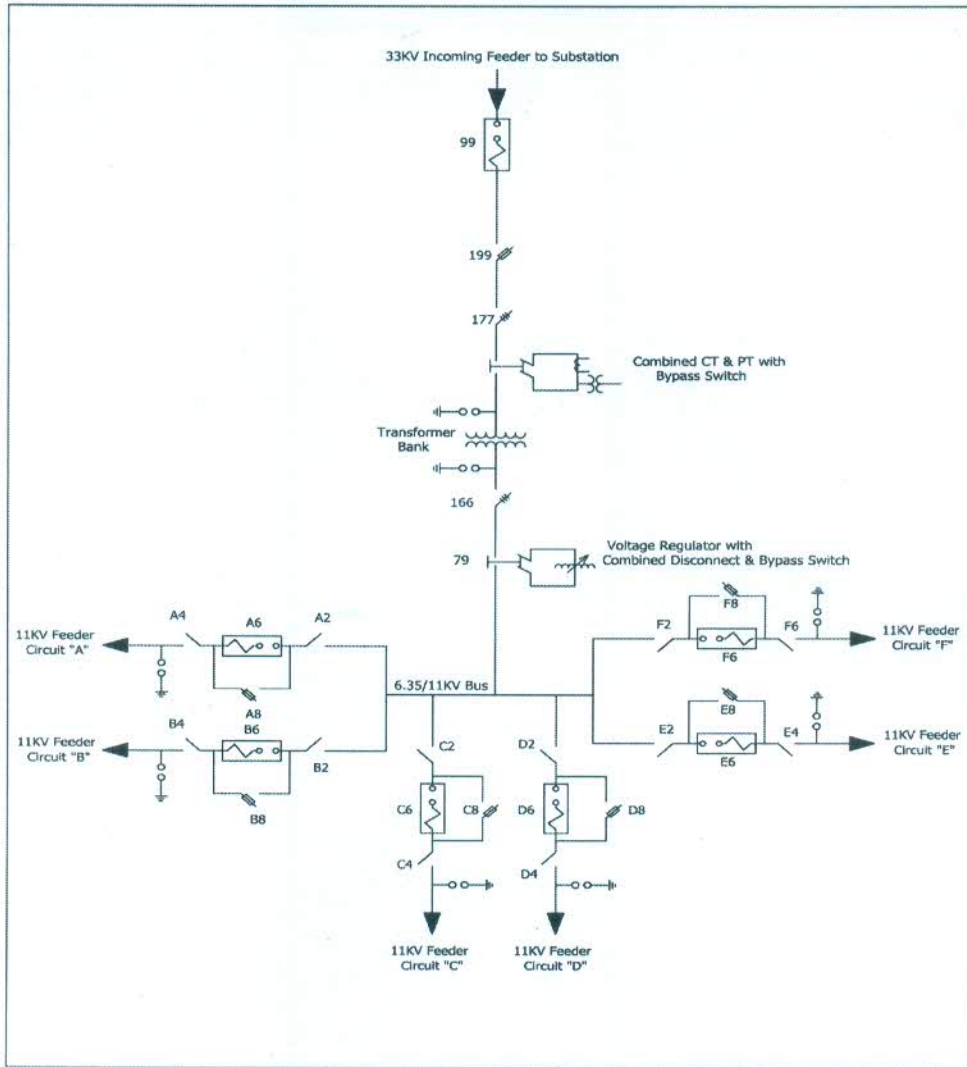 33KV Incoming Feeder to Substation
99
199
177
Combined CT & PT with
Bypass Switch
Transformer
Bank
166
79
Voltage Regulator with
Combined Disconnect & Bypass Switch
A4
A6
A2
11KV Feeder
Circuit "A"
A8
B4
B6
B2
11KV Feeder
Circuit "B"
B8
6.35/11KV Bus
F8
F2
F6
F6
11KV Feeder
Circuit "F"
E8
E2
E4
E6
11KV Feeder
Circuit "E"
C2
C6
C8
C4
11KV Feeder
Circuit "C"
D2
D6
D8
D4
11KV Feeder
Circuit "D"